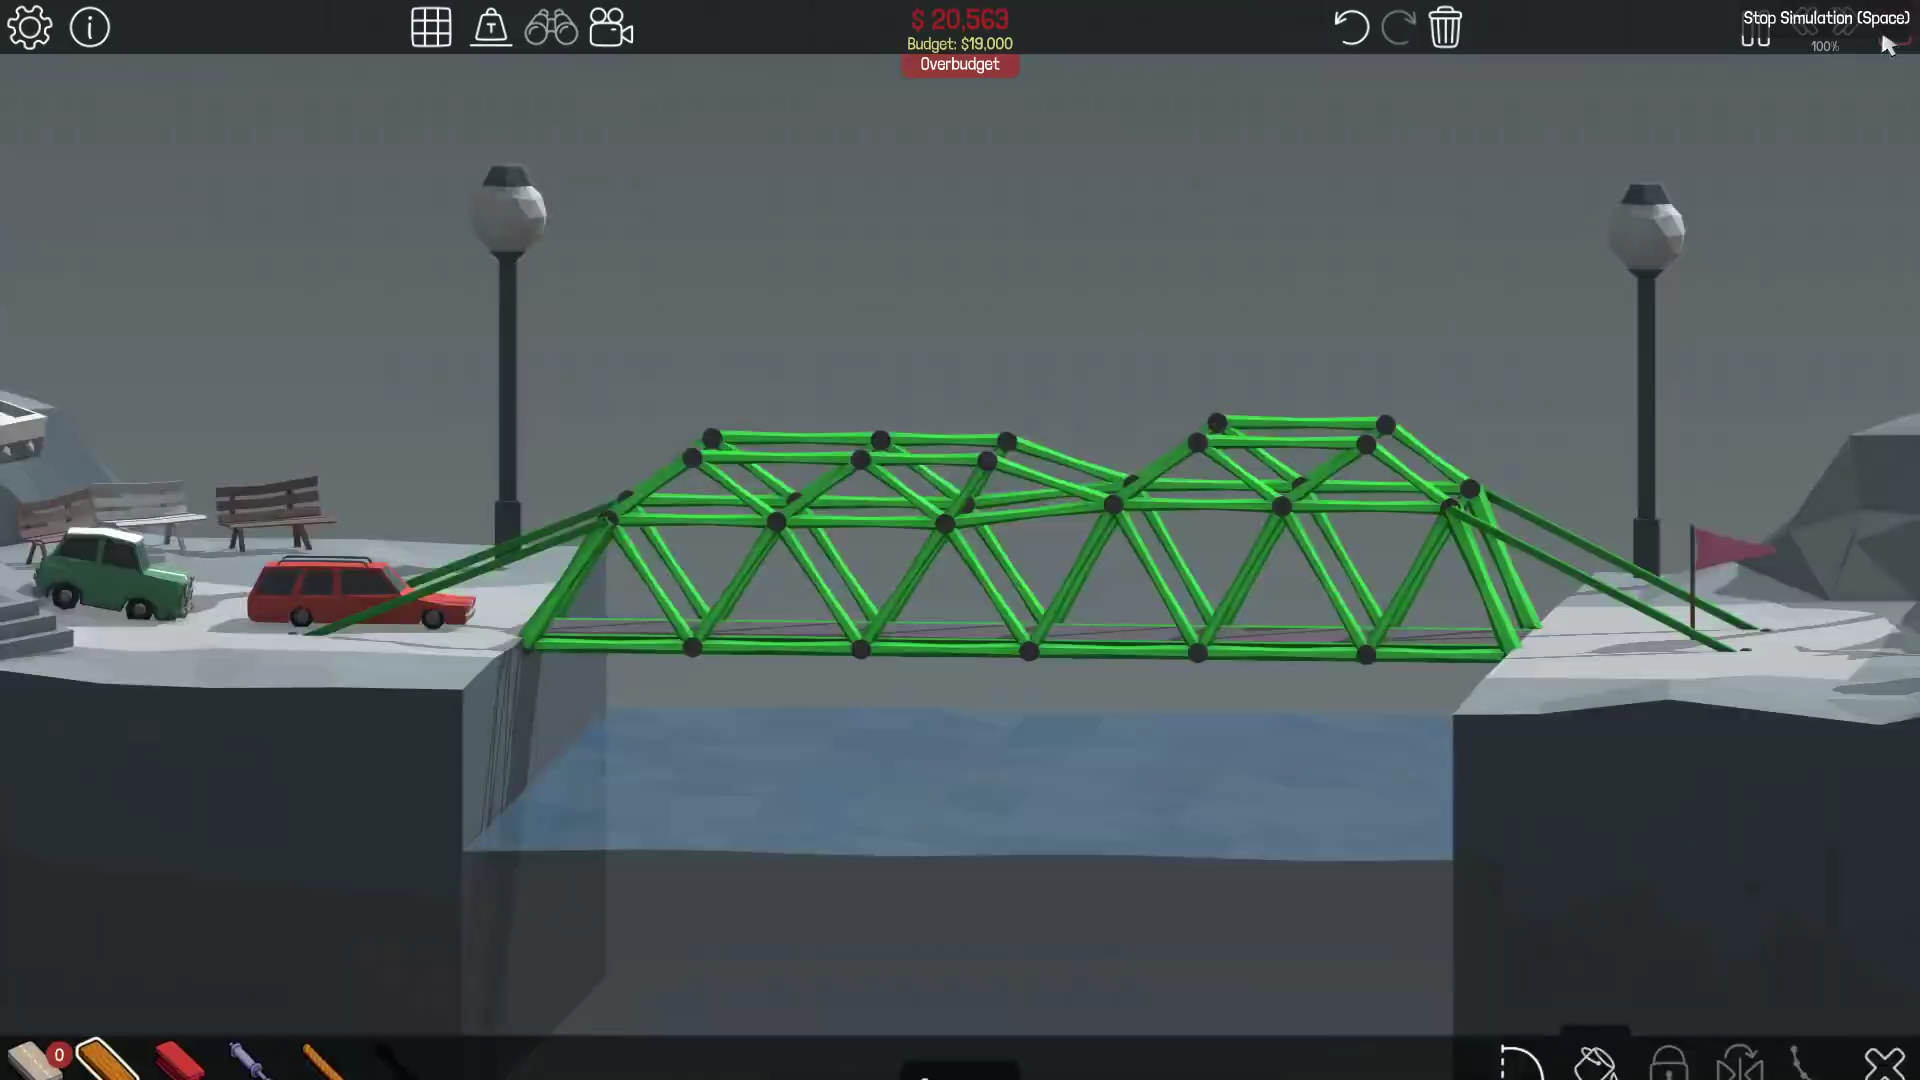 $ 20,563
Budget: $19,000
Overbudget
Stop Simulation (Space)
100%
0